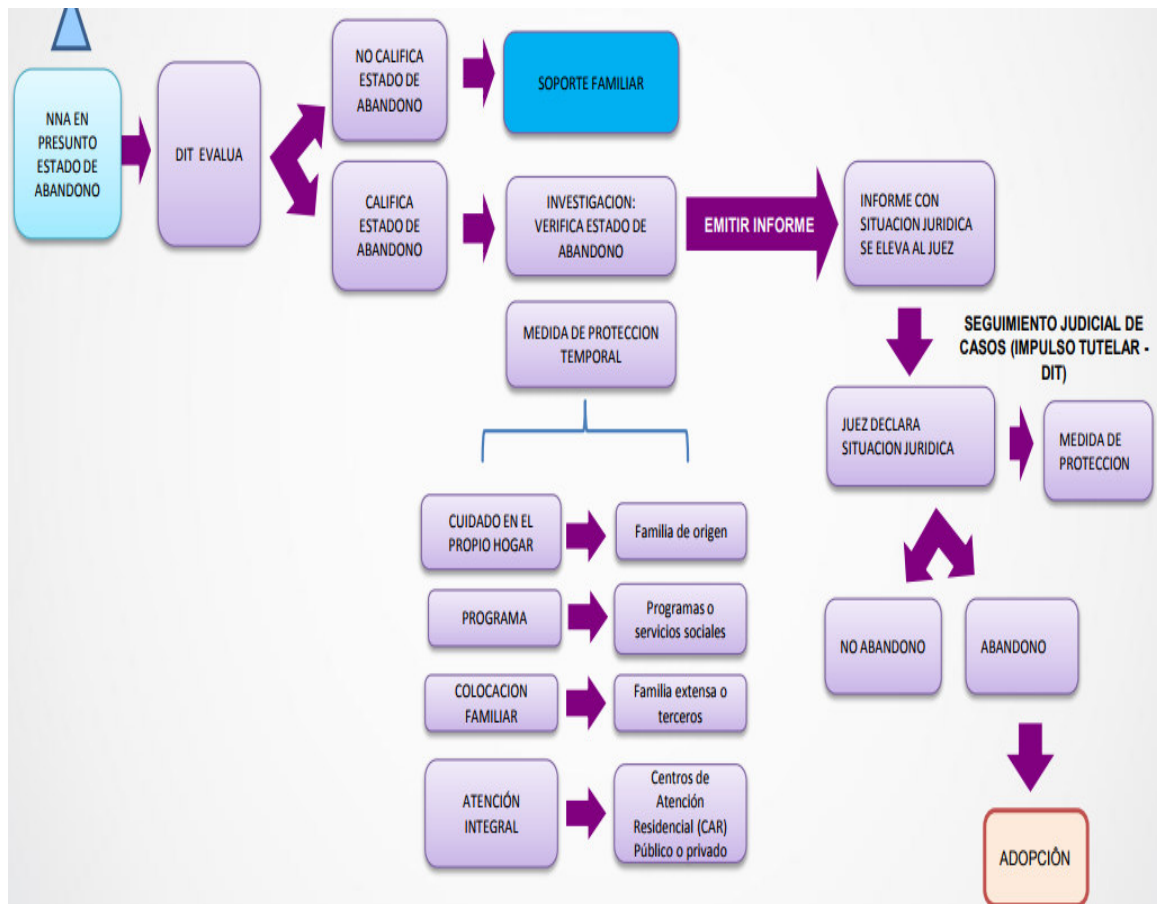 NNA EN
PRESUNTO
ESTADO DE
ABANDONO
DIT EVALUA
NO CALIFICA
ESTADO DE
ABANDONO
SOPORTE FAMILIAR
CALIFICA
ESTADO DE
ABANDONO
INVESTIGACION:
VERIFICA ESTADO DE
ABANDONO
EMITIR INFORME
INFORME CON
SITUACION JURIDICA
SE ELEVA AL JUEZ
MEDIDA DE PROTECCION
TEMPORAL
SEGUIMIENTO JUDICIAL DE
CASOS (IMPULSO TUTELAR -
DIT)
JUEZ DECLARA
SITUACION JURIDICA
MEDIDA DE
PROTECCION
CUIDADO EN EL
PROPIO HOGAR
Familia de origen
PROGRAMA
Programas o
servicios sociales
COLOCACION
FAMILIAR
Familia extensa o
terceros
ATENCIÓN
INTEGRAL
Centros de
Atención
Residencial (CAR)
Público o privado
NO ABANDONO
ABANDONO
ADOPCIÔN